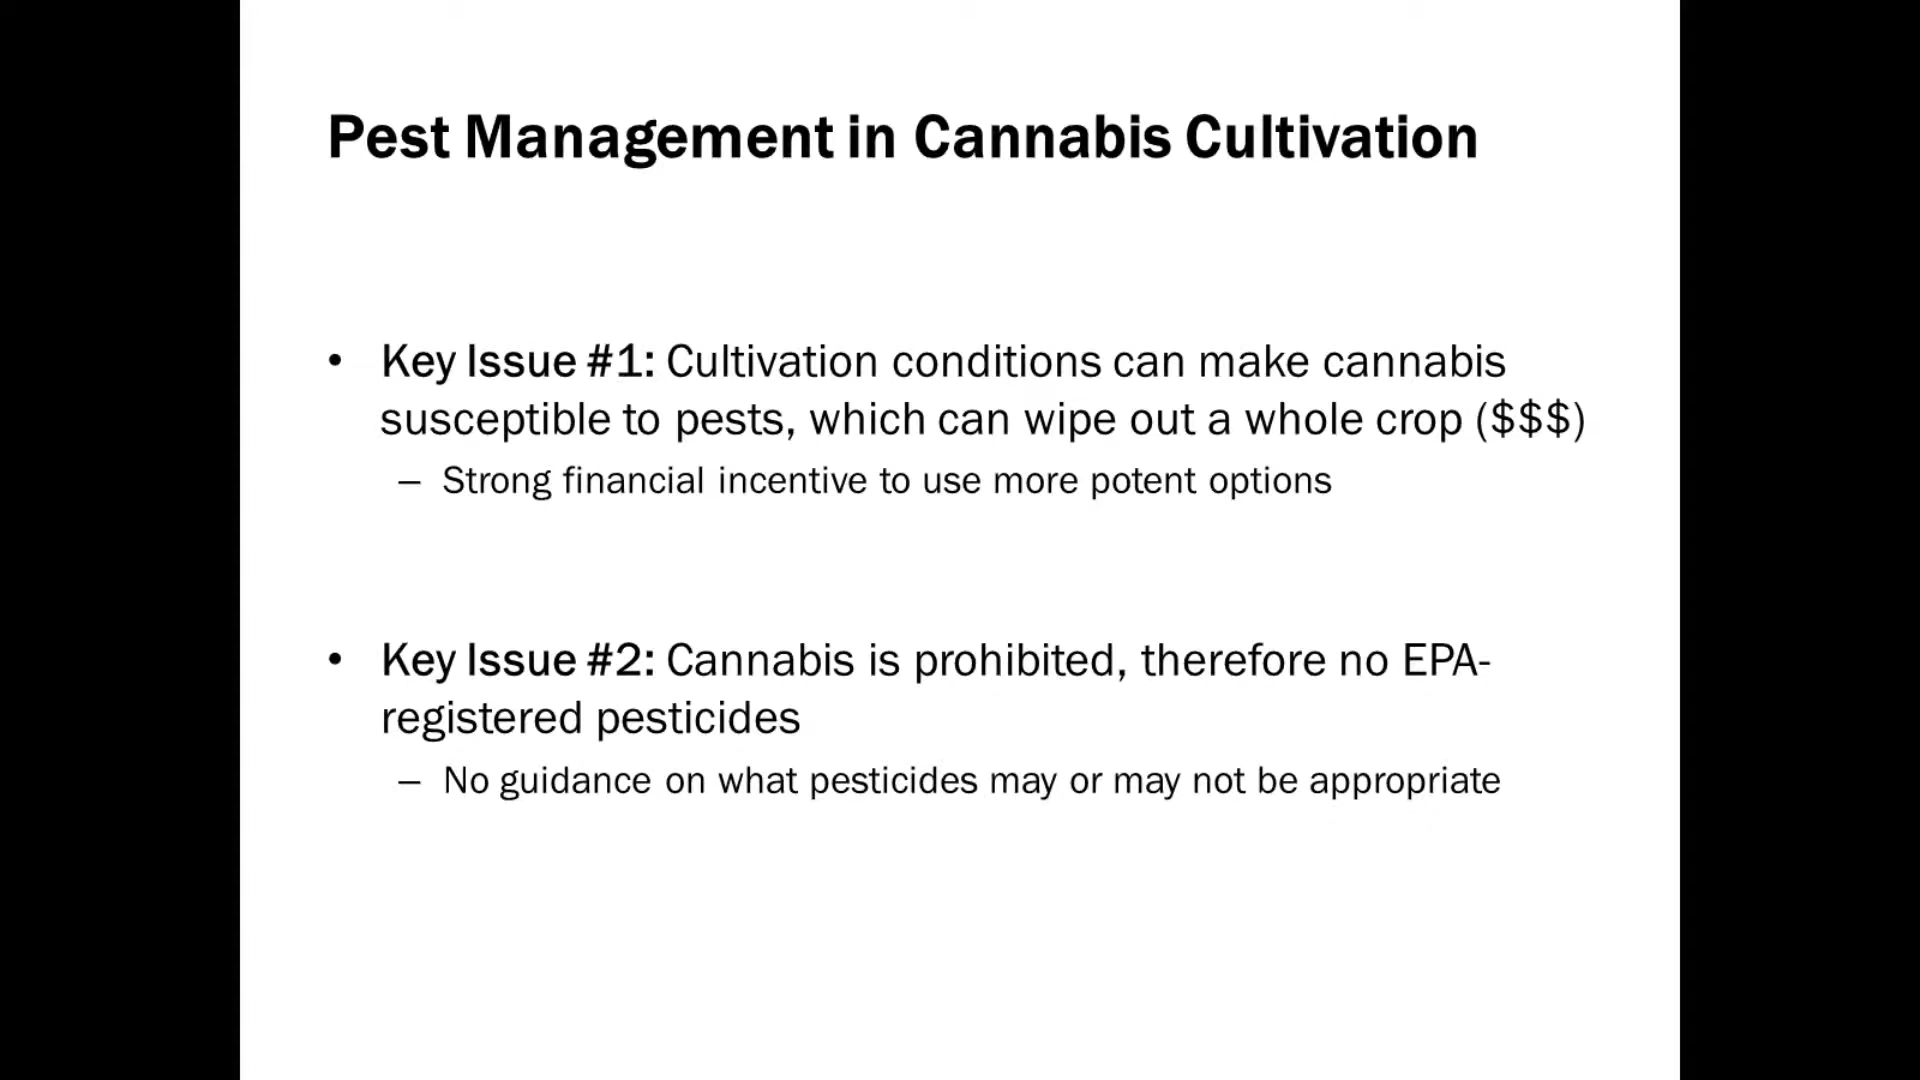 Pest Management in Cannabis Cultivation
• Key Issue #1: Cultivation conditions can make cannabis
susceptible to pests, which can wipe out a whole crop ($$$)
– Strong financial incentive to use more potent options
• Key Issue #2: Cannabis is prohibited, therefore no EPA-
registered pesticides
– No guidance on what pesticides may or may not be appropriate